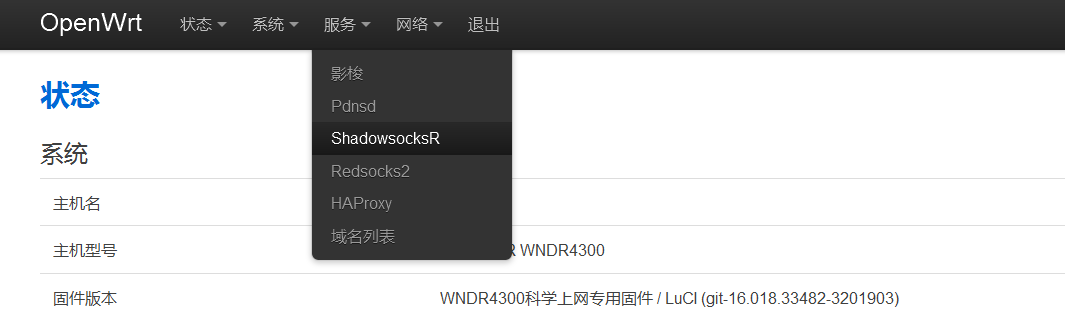 OpenWrt 状态 系统 服务 网络 退出
影梭
Pdnsd
ShadowsocksR
Redsocks2
HAProxy
域名列表
状态
系统
主机名
主机型号 R WNDR4300
固件版本 WNDR4300科学上网专用固件 / LuCI (git-16.018.33482-3201903)